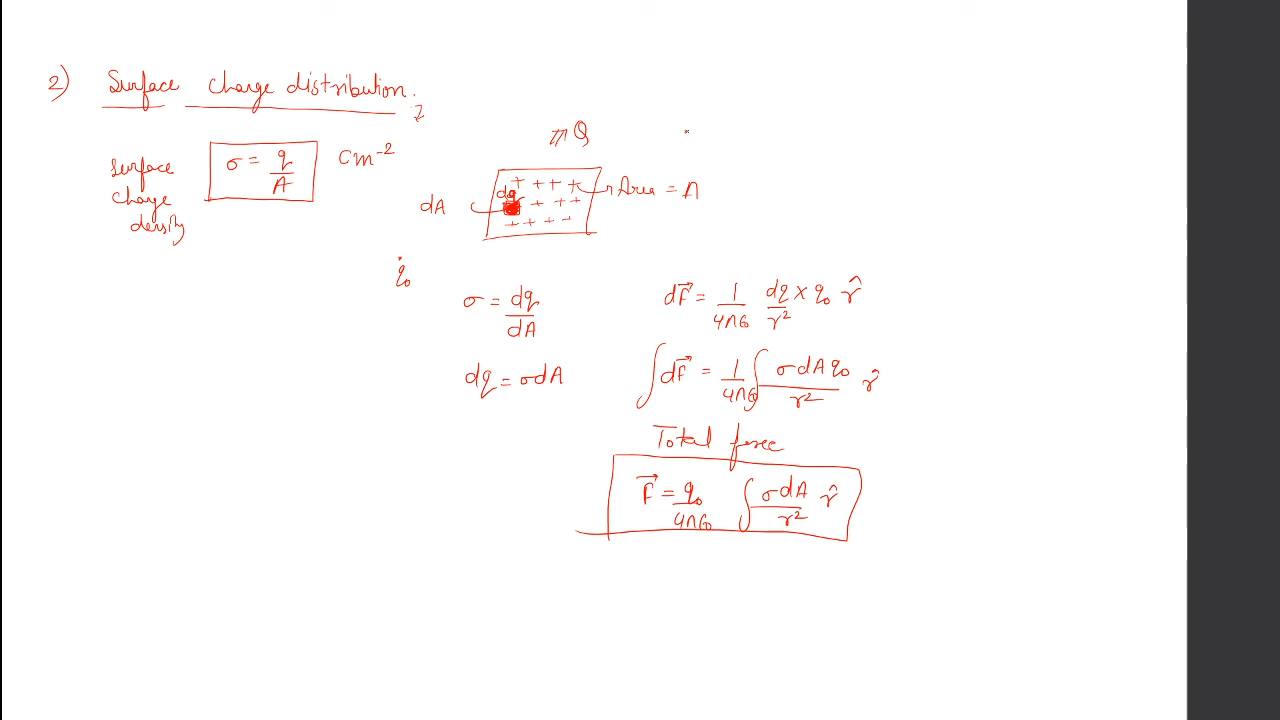 2) Surface Charge distribution.
Surface charge density
σ = q/A
Cm⁻²
Q
+ + + +
dq + + +
+ + + -
Area = A
dA
q₀
σ = dq/dA
dq = σdA
dF⃗ = 1/4πε₀ dq × q₀/r² r̂
∫dF⃗ = 1/4πε₀ ∫ σdA q₀/r² r̂
Total force
F⃗ = q₀/4πε₀ ∫ σdA/r² r̂